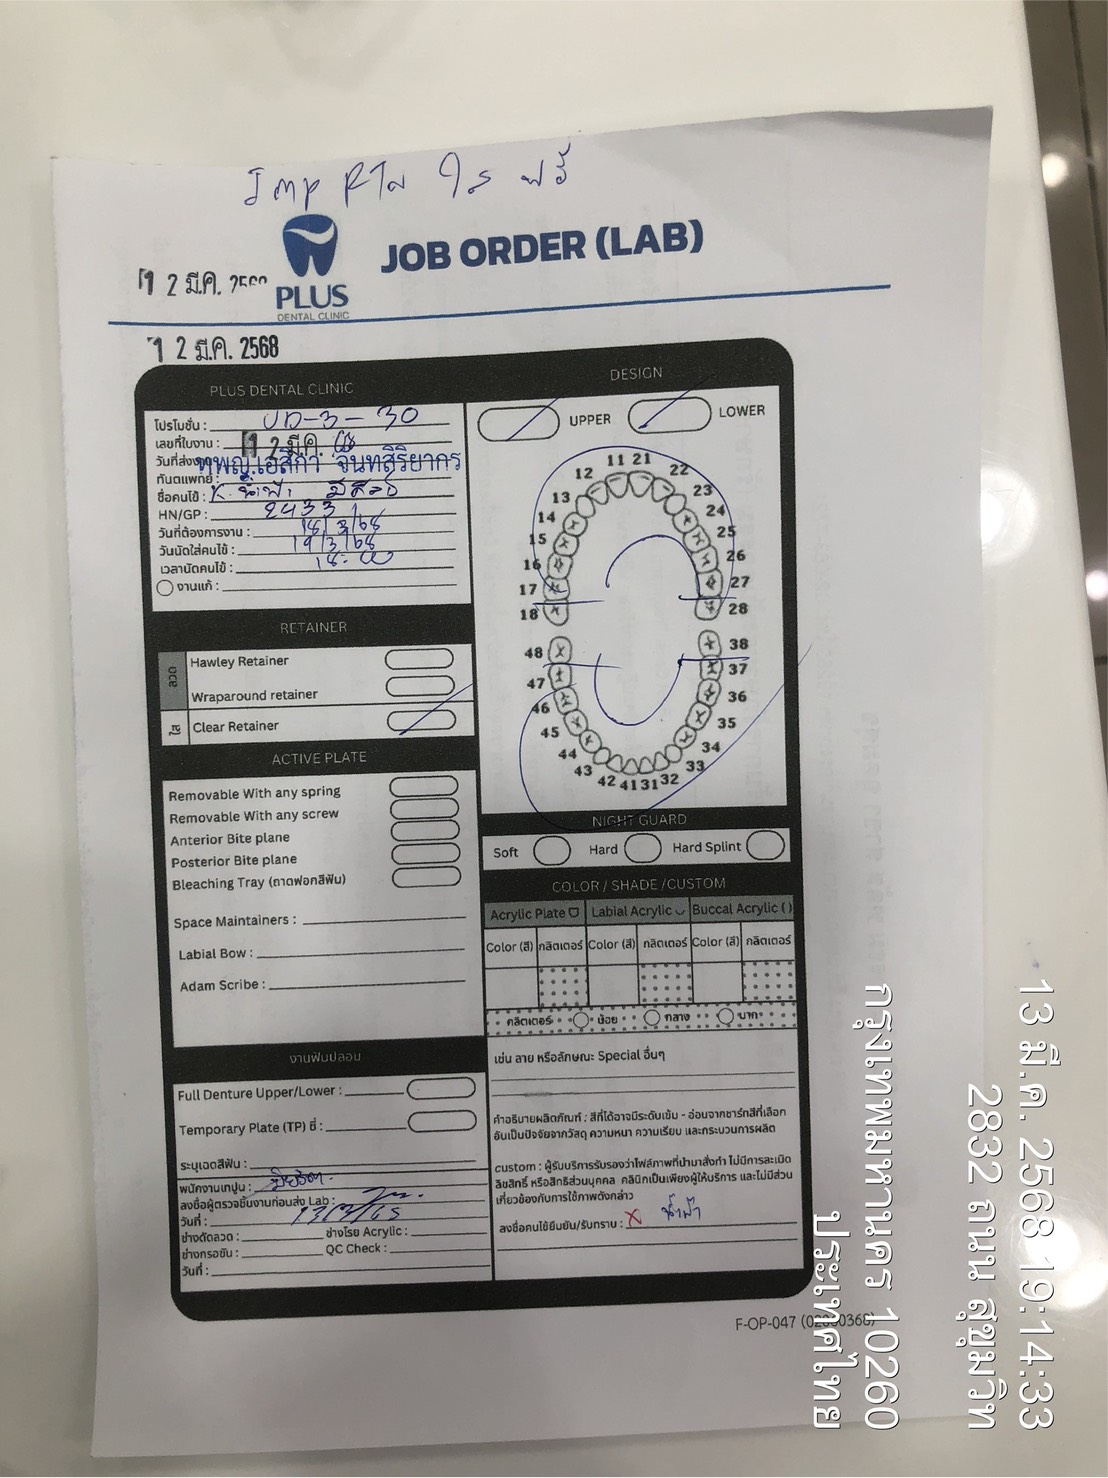 Imp RTน ใส ฟรี
JOB ORDER (LAB)
12 มี.ค. 2568
PLUS
DENTAL CLINIC
12 มี.ค. 2568
PLUS DENTAL CLINIC
โปรโมชั่น : UD-3-30
เลขที่ใบงาน :
วันที่ส่งงาน 12 มี.ค. 68
ทันตแพทย์ : ทพญ.เอสิกา จันทสิริยากร
ชื่อคนไข้ : K. น้ำฟ้า
HN/GP : 24331
วันที่ต้องการงาน : 18/3/68
วันนัดใส่คนไข้ : 19/3/68
เวลานัดคนไข้ : 18:00
งานแก้ :
DESIGN
UPPER LOWER
11 21
12 22
13 23
14 24
15 25
16 26
17 27
18 28
48 38
47 37
46 36
45 35
44 34
43 33
42 41 31 32
RETAINER
ลวด
Hawley Retainer
Wraparound retainer
ใส
Clear Retainer
ACTIVE PLATE
Removable With any spring
Removable With any screw
Anterior Bite plane
Posterior Bite plane
Bleaching Tray (ถาดฟอกสีฟัน)
Space Maintainers :
Labial Bow :
Adam Scribe :
NIGHT GUARD
Soft Hard Hard Splint
COLOR / SHADE /CUSTOM
Acrylic Plate Labial Acrylic Buccal Acrylic ( )
Color (สี) กลิตเตอร์ Color (สี) กลิตเตอร์ Color (สี) กลิตเตอร์
กลิตเตอร์ น้อย กลาง มาก
เช่น ลาย หรือลักษณะ Special อื่นๆ
งานฟันปลอม
Full Denture Upper/Lower :
Temporary Plate (TP) ซี่ :
ระบุเฉดสีฟัน :
พนักงานเทปูน :
ลงชื่อผู้ตรวจชิ้นงานก่อนส่ง Lab :
วันที่ : 13/3/68
ช่างดัดลวด : ช่างโรย Acrylic :
ช่างกรอขัน : QC Check :
วันที่ :
คำอธิบายผลิตภัณฑ์ : สีที่ได้อาจมีระดับเข้ม - อ่อนจากชาร์ทสีที่เลือก
อันเป็นปัจจัยจากวัสดุ ความหนา ความเรียบ และกระบวนการผลิต
custom : ผู้รับบริการรับรองว่าไฟล์ภาพที่นำมาสั่งทำ ไม่มีการละเมิด
ลิขสิทธิ์ หรือสิทธิส่วนบุคคล คลินิกเป็นเพียงผู้ให้บริการ และไม่มีส่วน
เกี่ยวข้องกับการใช้ภาพดังกล่าว
ลงชื่อคนไข้ยืนยัน/รับทราบ : X น้ำฟ้า
F-OP-047
13 มี.ค. 2568 19:14:33
2832 ถนน สุขุมวิท
กรุงเทพมหานคร 10260
ประเทศไทย